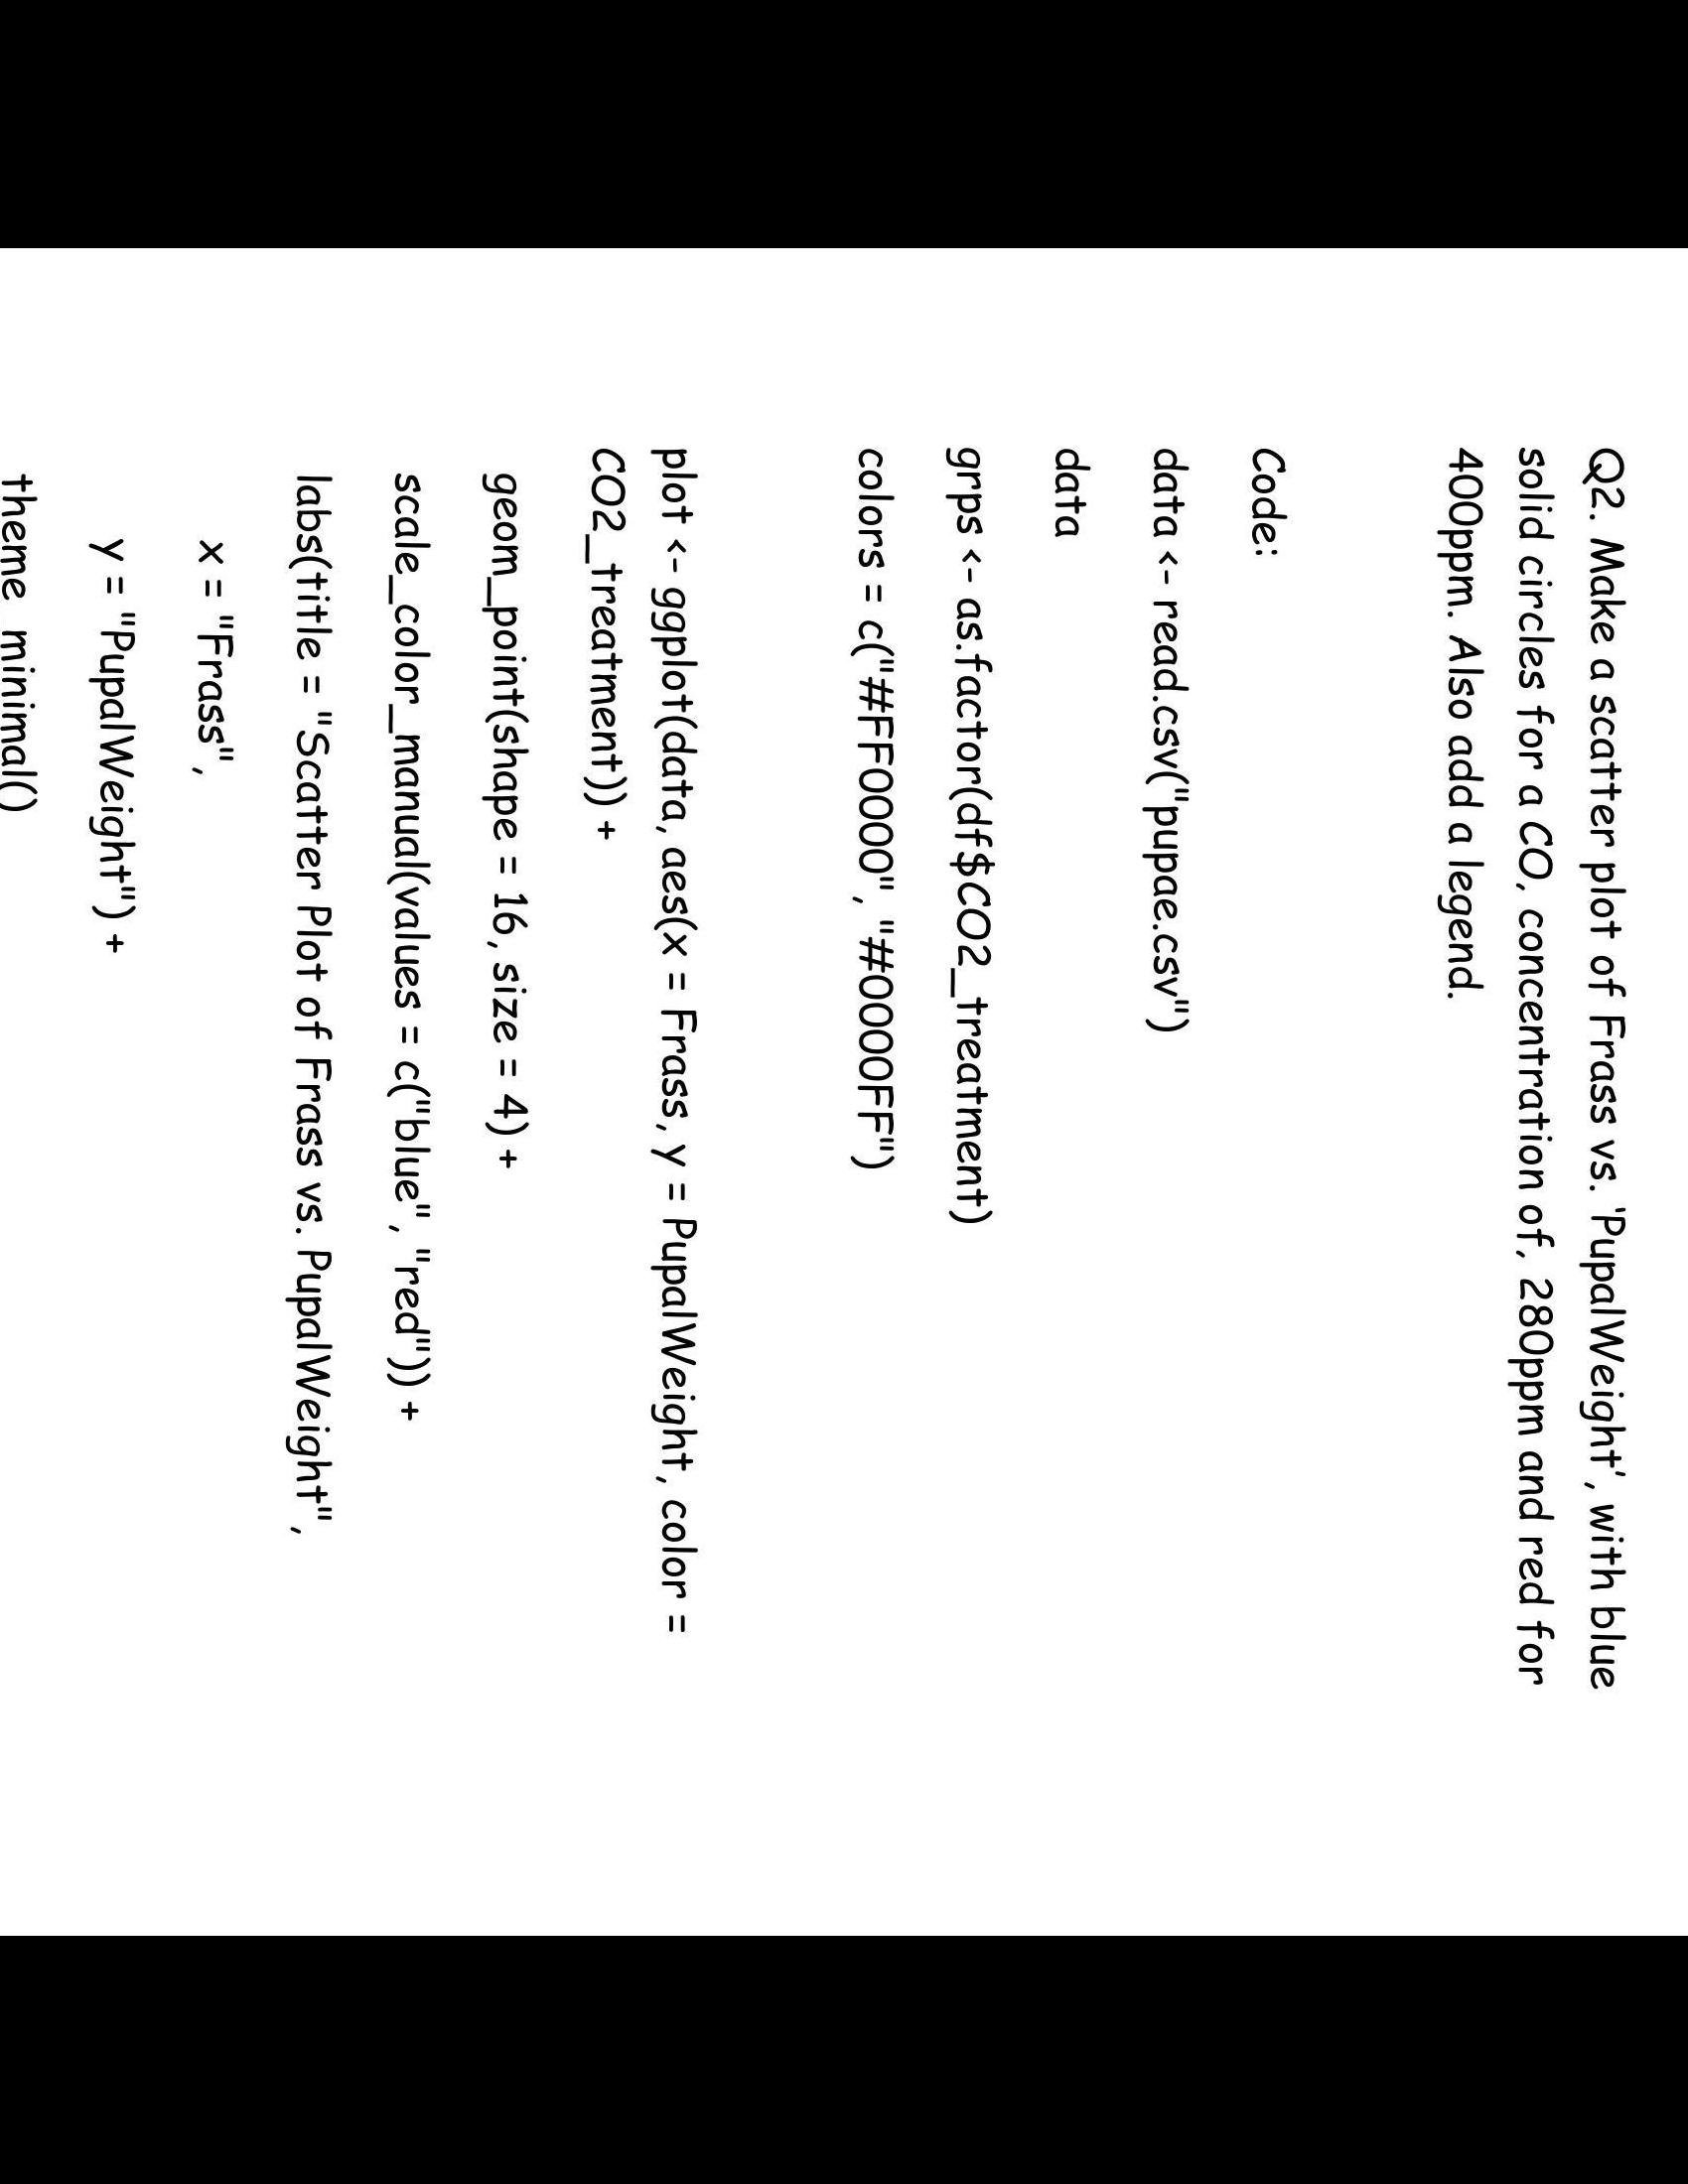 Q2. Make a scatter plot of Frass vs. 'PupalWeight', with blue
solid circles for a CO, concentration of, 280ppm and red for
400ppm. Also add a legend.
Code:
data <- read.csv("pupae.csv")
data
grps <- as.factor(df$CO2_treatment)
colors = c("#FF0000", "#0000FF")
plot <- ggplot(data, aes(x = Frass, y = PupalWeight, color =
CO2_treatment)) +
geom_point(shape = 16, size = 4) +
scale_color_manual(values = c("blue", "red")) +
labs(title = "Scatter Plot of Frass vs. PupalWeight",
x = "Frass",
y = "PupalWeight") +
theme_minimal()